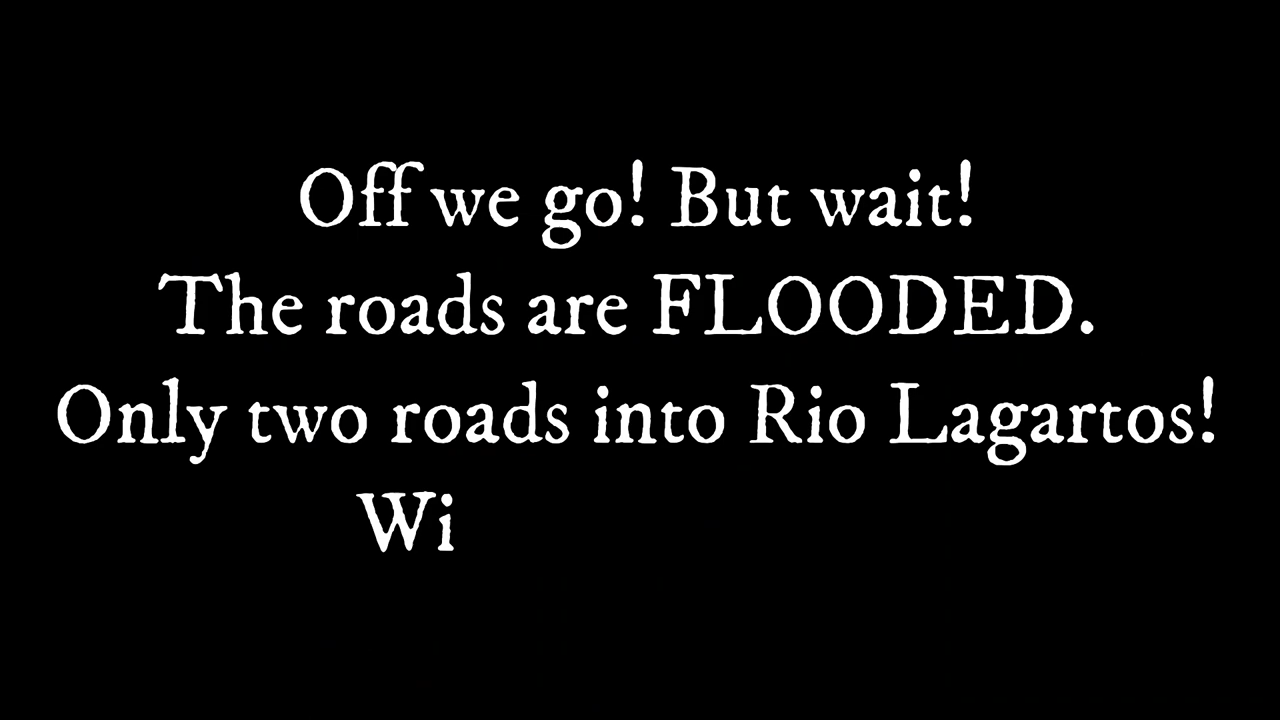 Off we go! But wait!
The roads are FLOODED.
Only two roads into Rio Lagartos!
Wi